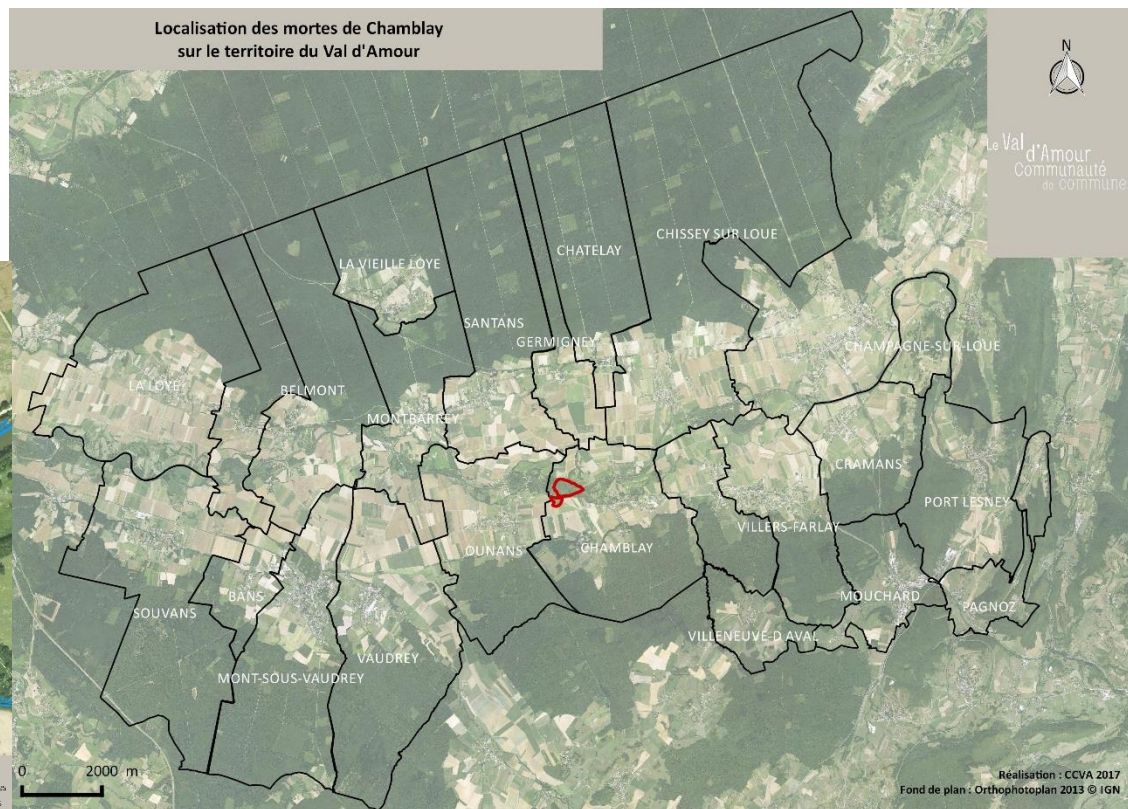 Localisation des mortes de Chamblay
sur le territoire du Val d'Amour
N
Le Val
d'Amour
Communauté
de commune
CHISSEY SUR LOUE
CHATELAY
LA VIEILLE LOYE
SANTANS
GERMIGNEY
CHAMPAGNE-SUR-LOUE
LA LOYE
BELMONT
MONTBARREY
CRAMANS
PORT LESNEY
VILLERS-FARLAY
OUNANS
CHAMBLAY
BANS
MOUCHARD
PAGNOZ
SOUVANS
VILLENEUVE-D AVAL
VAUDREY
MONT-SOUS-VAUDREY
0 2000 m
Réalisation : CCVA 2017
Fond de plan : Orthophotoplan 2013 © IGN